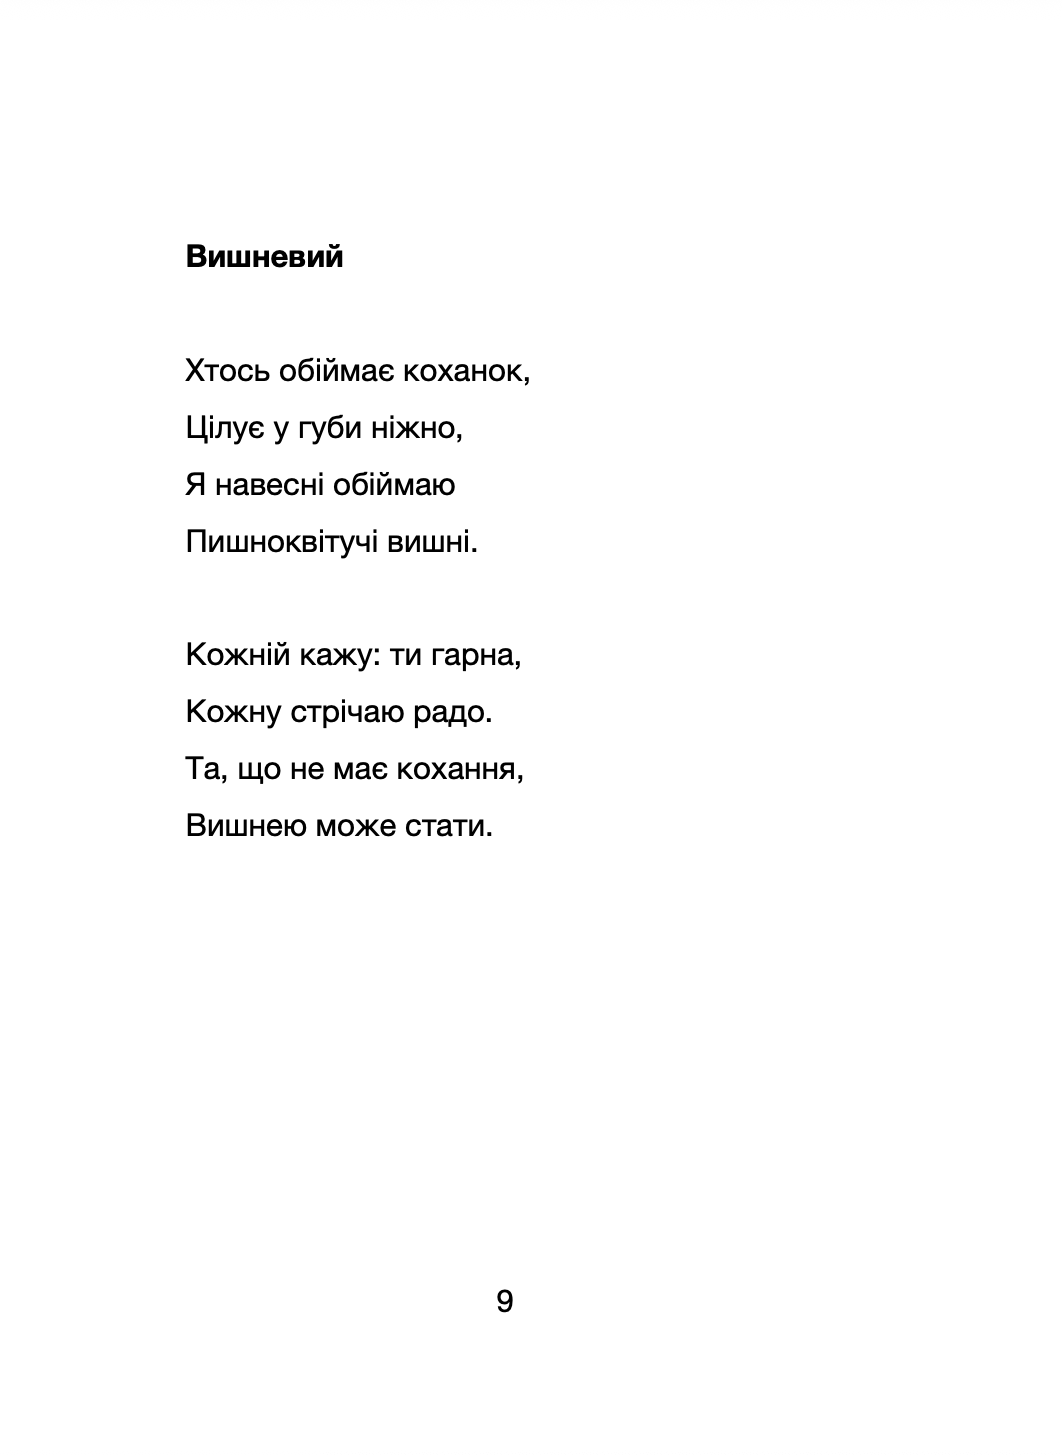 Вишневий
Хтось обіймає коханок,
Цілує у губи ніжно,
Я навесні обіймаю
Пишноквітучі вишні.
Кожній кажу: ти гарна,
Кожну стрічаю радо.
Та, що не має кохання,
Вишнею може стати.
9